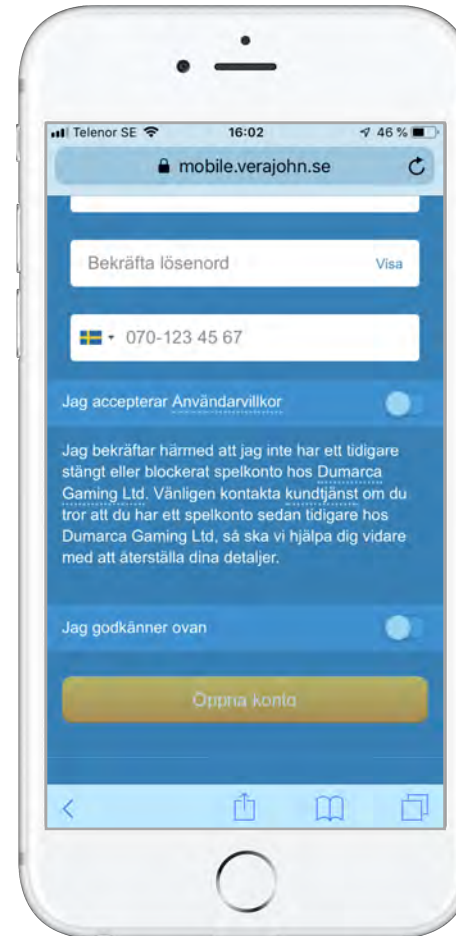 Telenor SE 16:02 46 %
mobile.verajohn.se
Bekräfta lösenord Visa
070-123 45 67
Jag accepterar Användarvillkor
Jag bekräftar härmed att jag inte har ett tidigare
stängt eller blockerat spelkonto hos Dumarca
Gaming Ltd. Vänligen kontakta kundtjänst om du
tror att du har ett spelkonto sedan tidigare hos
Dumarca Gaming Ltd, så ska vi hjälpa dig vidare
med att återställa dina detaljer.
Jag godkänner ovan
Öppna konto